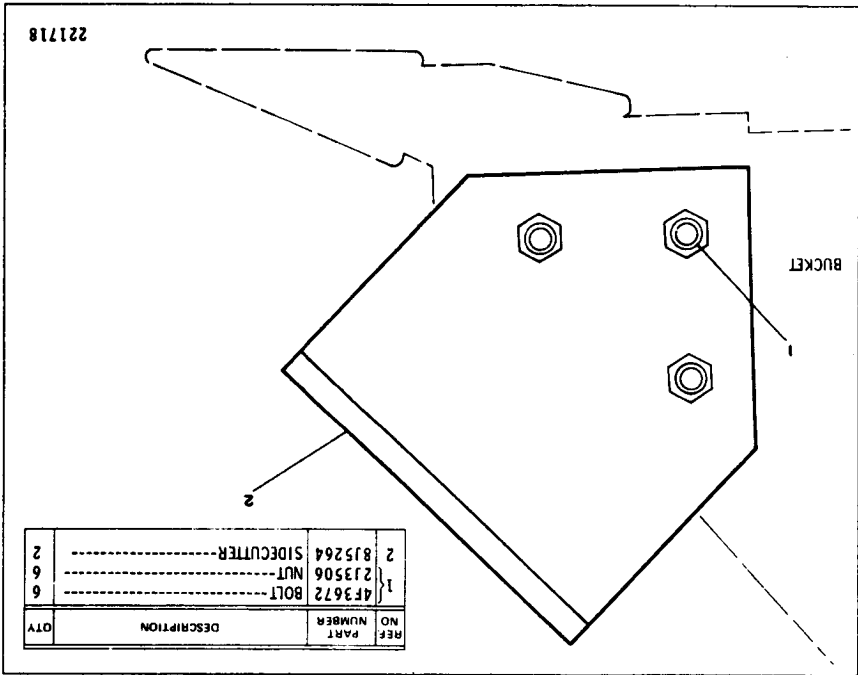 REF. NO | PART NUMBER | DESCRIPTION | QTY
1 { 4F3672 BOLT------------------- 6
2J3506 NUT-------------------- 6
2 8J5264 SIDECUTTER------------- 2
2
1
BUCKET
221718